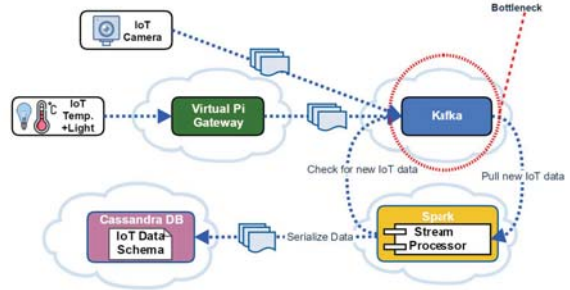 Bottleneck
IoT
Camera
°C
IoT
Temp.
+Light
Virtual Pi
Gateway
Kafka
Check for new IoT data
Pull new IoT data
Cassandra DB
IoT Data
Schema
Serialize Data
Spark
Stream
Processor